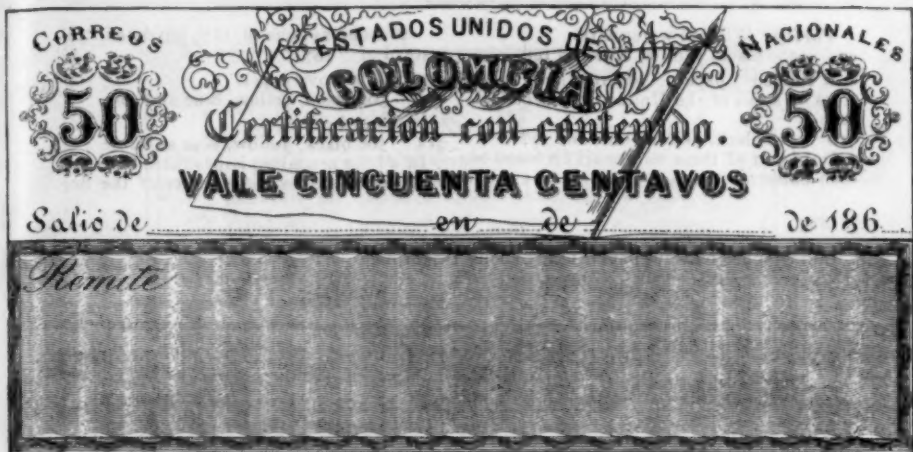 CORREOS ESTADOS UNIDOS DE NACIONALES
50 COLOMBIA 50
Certificacion con contenido.
VALE CINCUENTA CENTAVOS
Salió de en de de 186
Remite